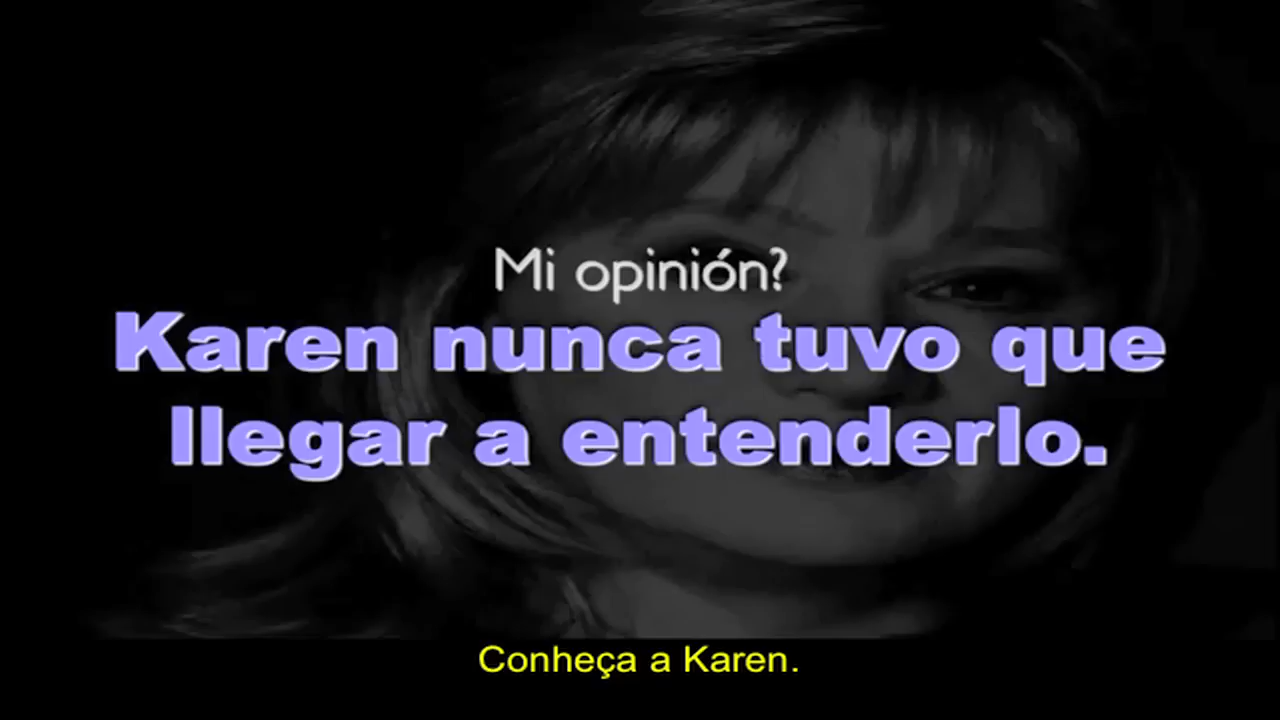 Mi opinión?
Karen nunca tuvo que
llegar a entenderlo.
Conheça a Karen.